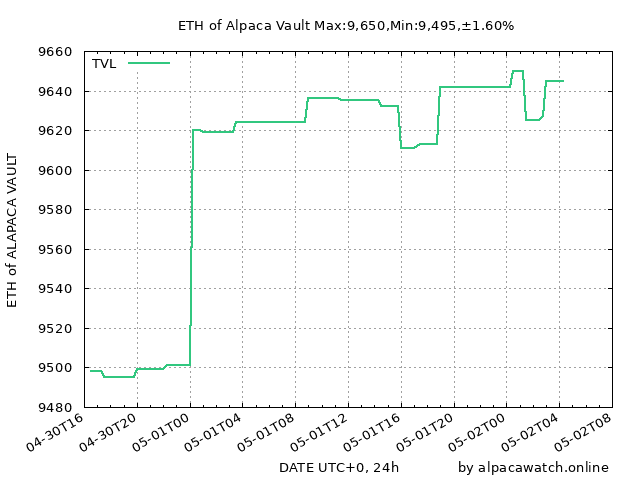 ETH of Alpaca Vault Max:9,650,Min:9,495,±1.60%
TVL
9660
9640
9620
9600
9580
9560
9540
9520
9500
9480
ETH of ALAPACA VAULT
04-30T16
04-30T20
05-01T00
05-01T04
05-01T08
05-01T12
05-01T16
05-01T20
05-02T00
05-02T04
05-02T08
DATE UTC+0, 24h
by alpacawatch.online